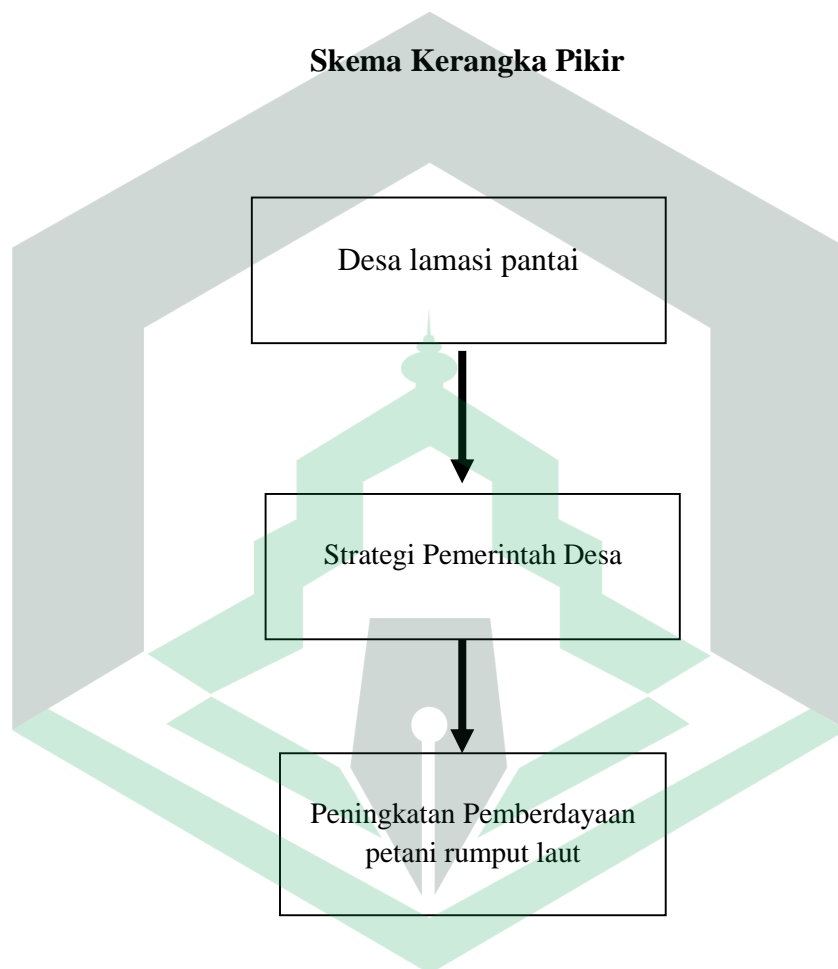 Skema Kerangka Pikir
Desa lamasi pantai
Strategi Pemerintah Desa
Peningkatan Pemberdayaan
petani rumput laut